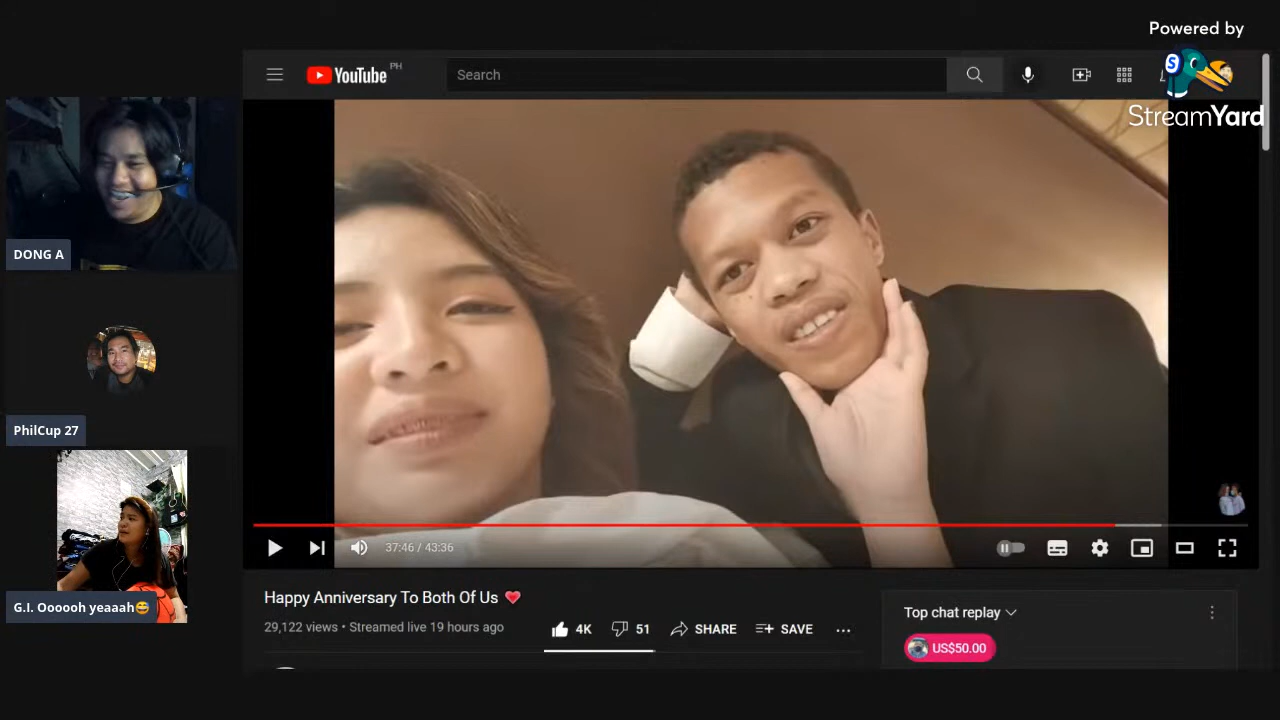 Powered by
StreamYard
YouTube PH
Search
DONG A
PhilCup 27
G.I. Oooooh yeaaah😅
37:46 / 43:36
Happy Anniversary To Both Of Us ❤
29,122 views • Streamed live 19 hours ago
4K
51
SHARE
SAVE
Top chat replay
US$50.00